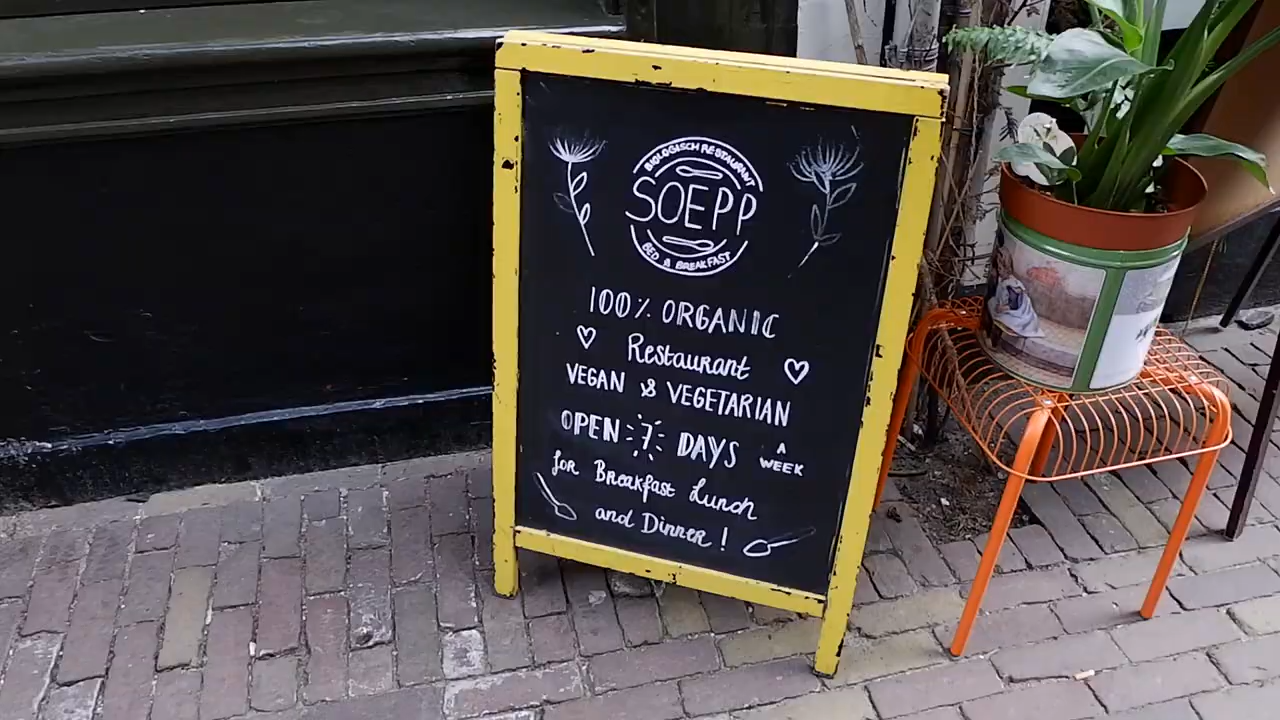 BIOLOGISCH RESTAURANT
SOEPP
BED & BREAKFAST
100% ORGANIC
Restaurant
VEGAN & VEGETARIAN
OPEN 7 DAYS A WEEK
for Breakfast Lunch
and Dinner!